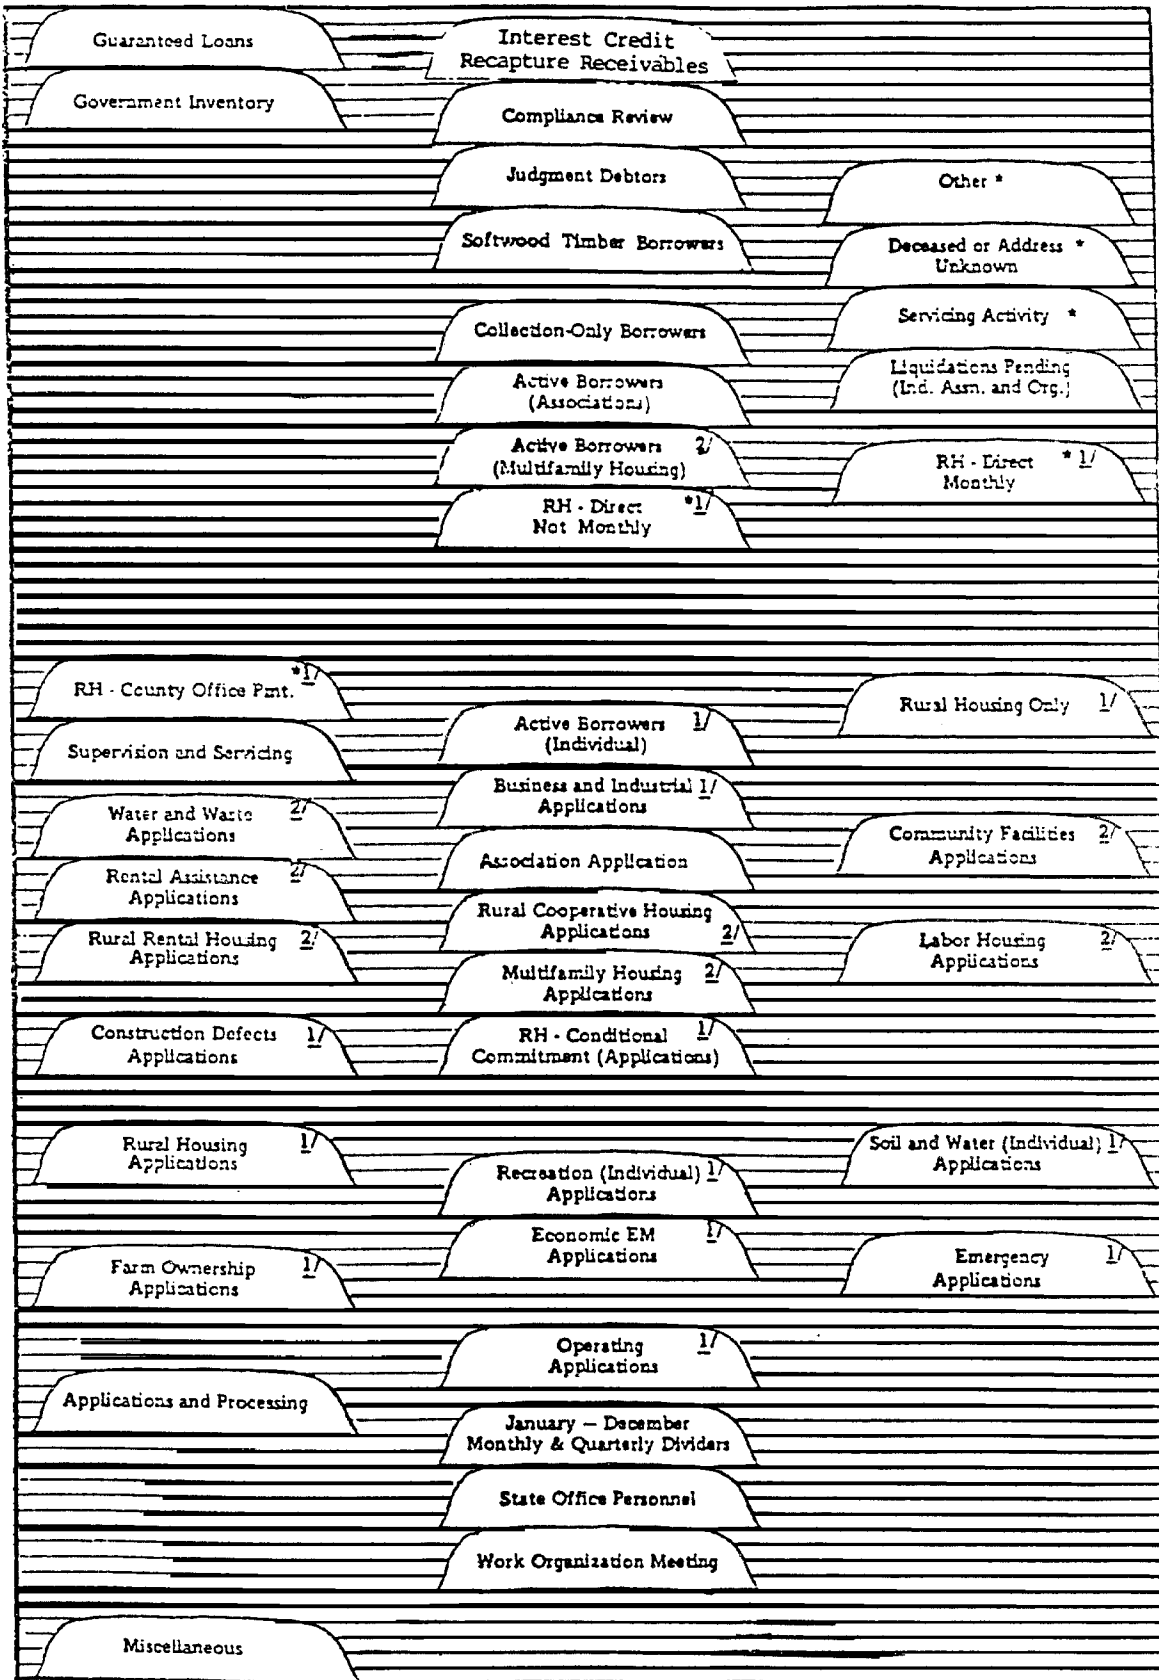 Guaranteed Loans
Interest Credit
Recapture Receivables
Government Inventory
Compliance Review
Judgment Debtors
Other *
Softwood Timber Borrowers
Deceased or Address *
Unknown
Servicing Activity *
Collection-Only Borrowers
Liquidations Pending
(Ind. Assn. and Org.)
Active Borrowers
(Associations)
Active Borrowers 2/
(Multifamily Housing)
RH - Direct * 1/
Monthly
RH - Direct *1/
Not Monthly
RH - County Office Pmt. *1/
Rural Housing Only 1/
Active Borrowers 1/
(Individual)
Supervision and Servicing
Business and Industrial 1/
Applications
Water and Waste 2/
Applications
Community Facilities 2/
Applications
Association Application
Rental Assistance 2/
Applications
Rural Cooperative Housing
Applications 2/
Rural Rental Housing 2/
Applications
Labor Housing 2/
Applications
Multifamily Housing 2/
Applications
Construction Defects 1/
Applications
RH - Conditional 1/
Commitment (Applications)
Rural Housing 1/
Applications
Soil and Water (Individual) 1/
Applications
Recreation (Individual) 1/
Applications
Economic EM 1/
Applications
Farm Ownership 1/
Applications
Emergency 1/
Applications
Operating 1/
Applications
Applications and Processing
January — December
Monthly & Quarterly Dividers
State Office Personnel
Work Organization Meeting
Miscellaneous